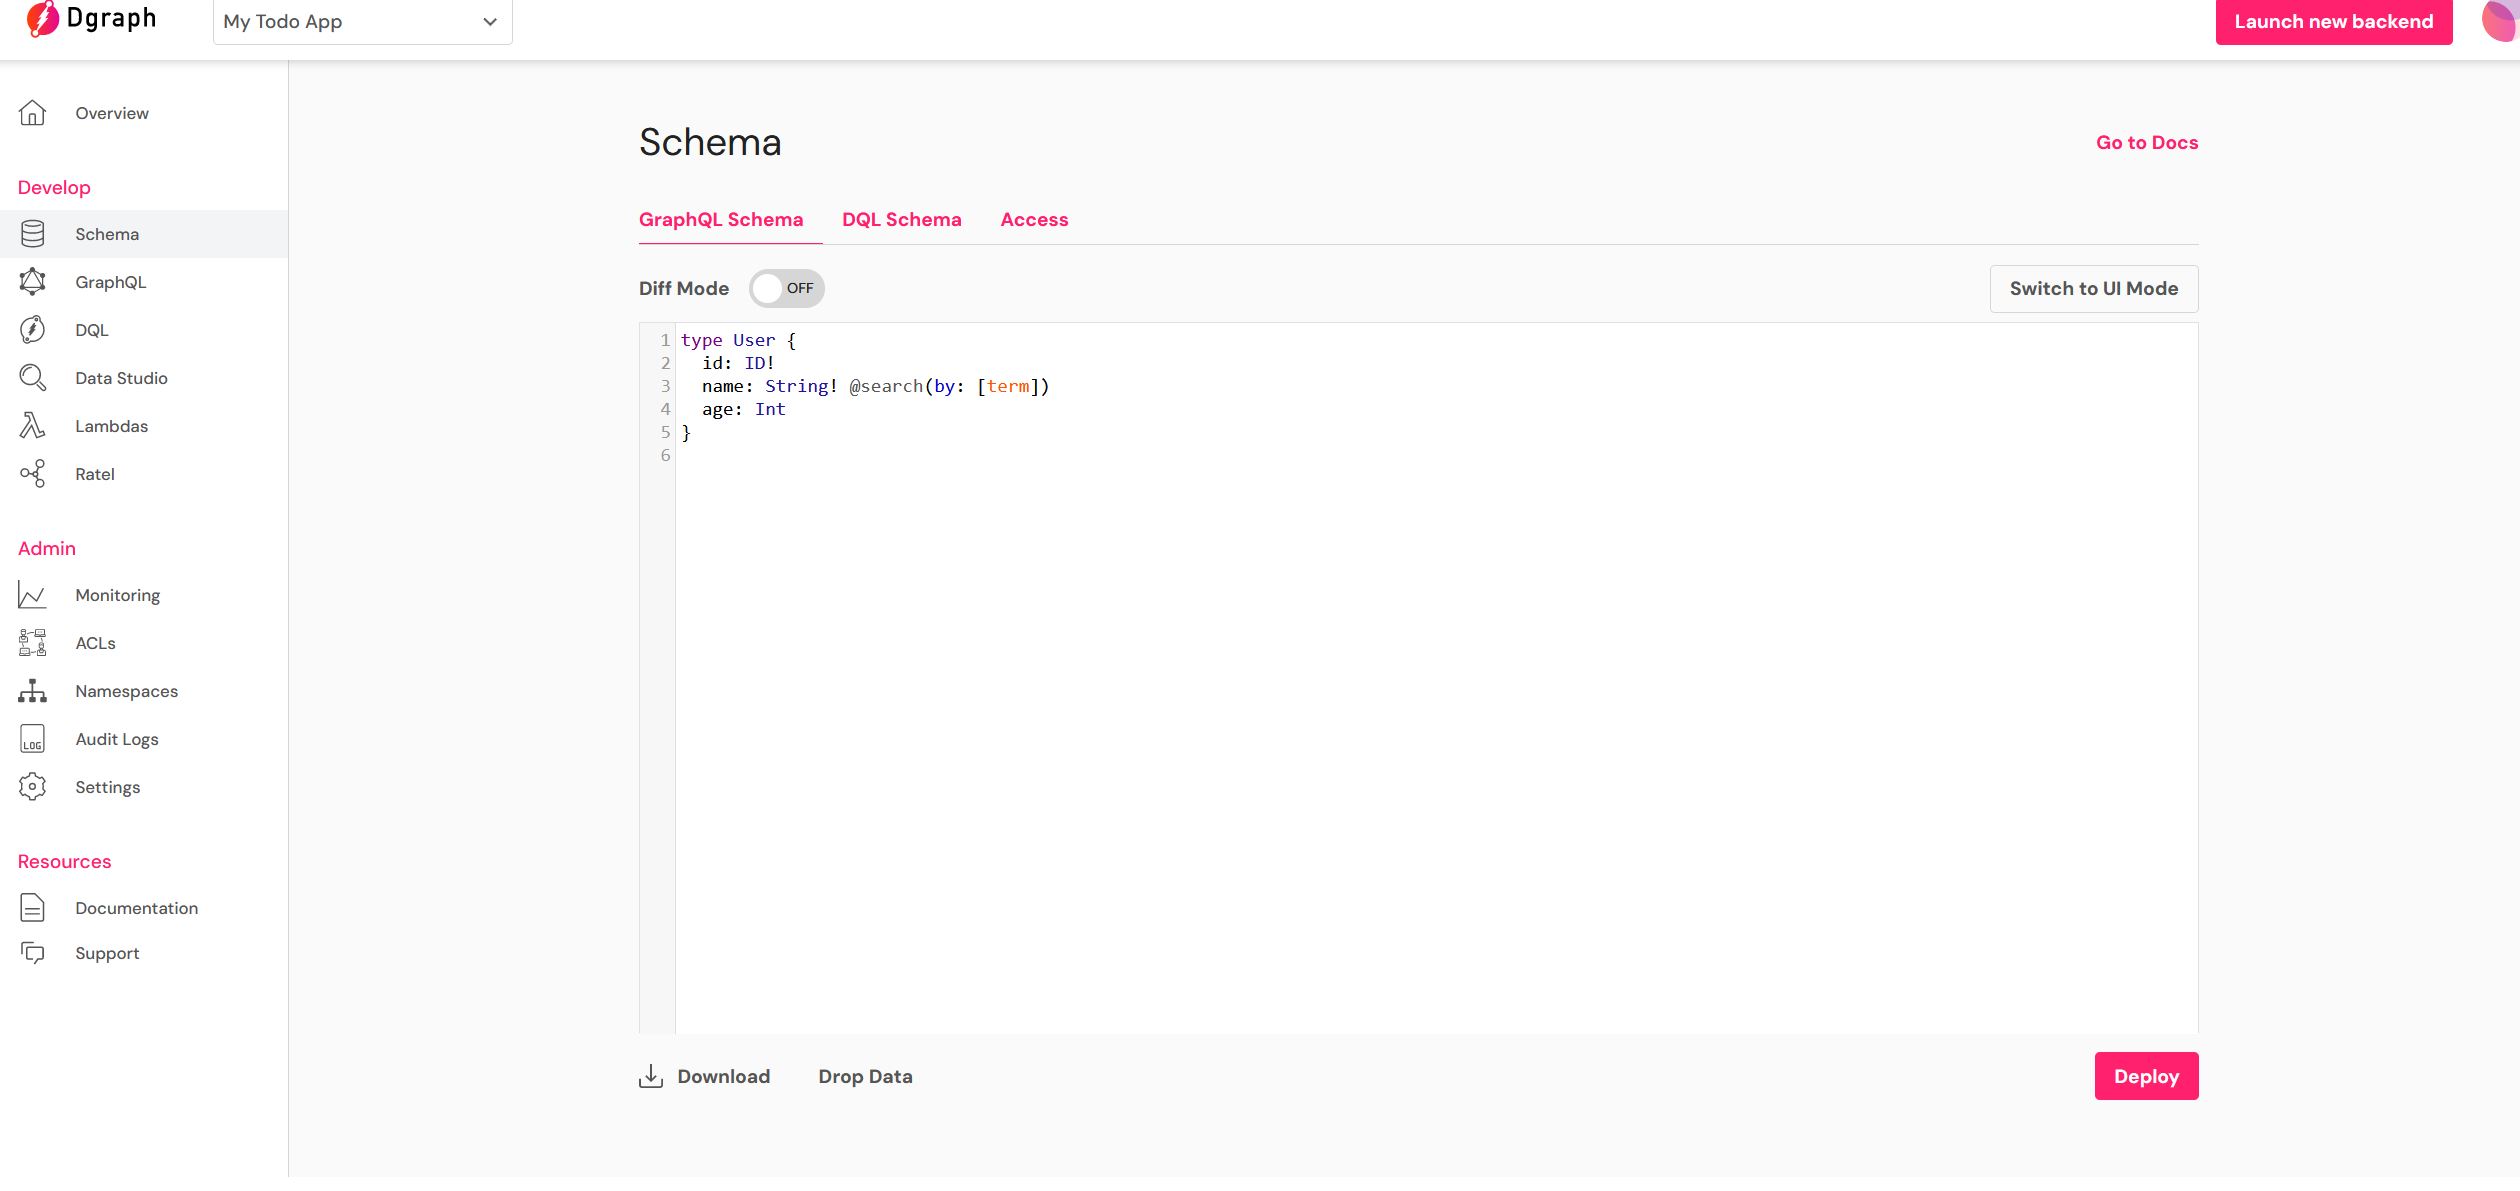 Dgraph
My Todo App
Launch new backend
Overview
Develop
Schema
GraphQL
DQL
Data Studio
Lambdas
Ratel
Admin
Monitoring
ACLs
Namespaces
LOG
Audit Logs
Settings
Resources
Documentation
Support
Schema
Go to Docs
GraphQL Schema DQL Schema Access
Diff Mode OFF
Switch to UI Mode
1 type User {
2   id: ID!
3   name: String! @search(by: [term])
4   age: Int
5 }
6
Download Drop Data
Deploy